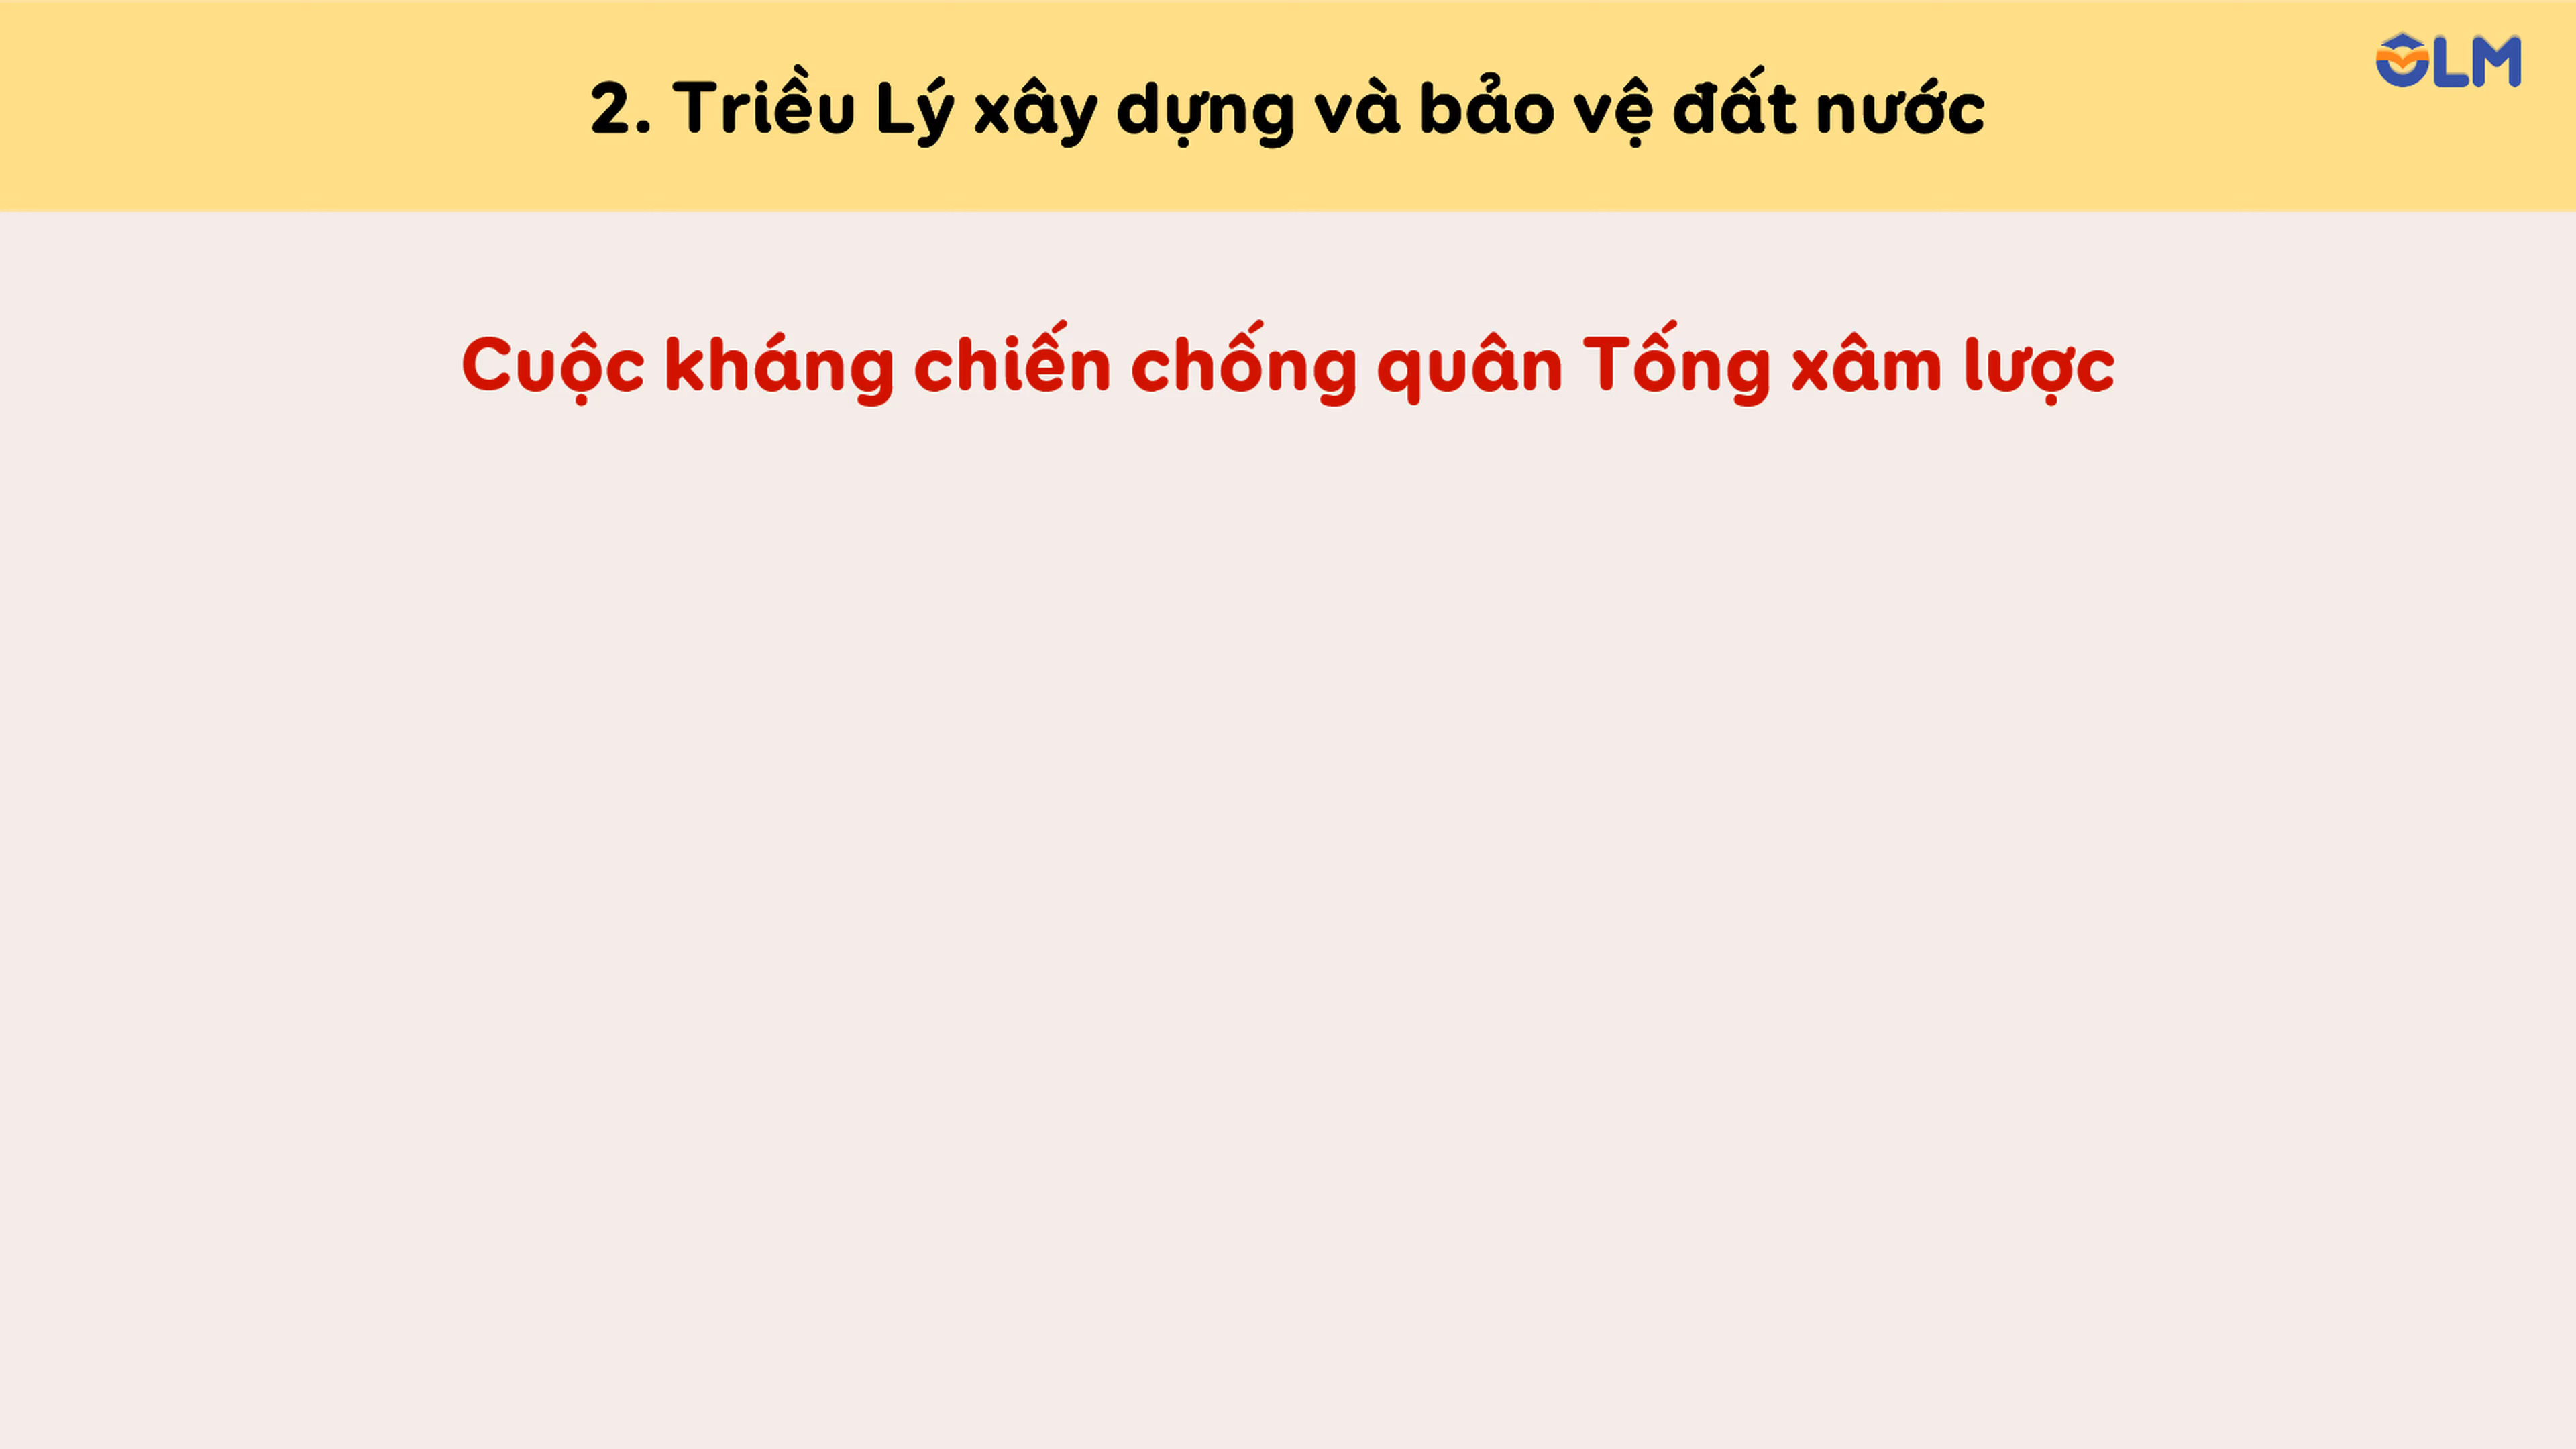 OLM
2. Triều Lý xây dựng và bảo vệ đất nước
Cuộc kháng chiến chống quân Tống xâm lược